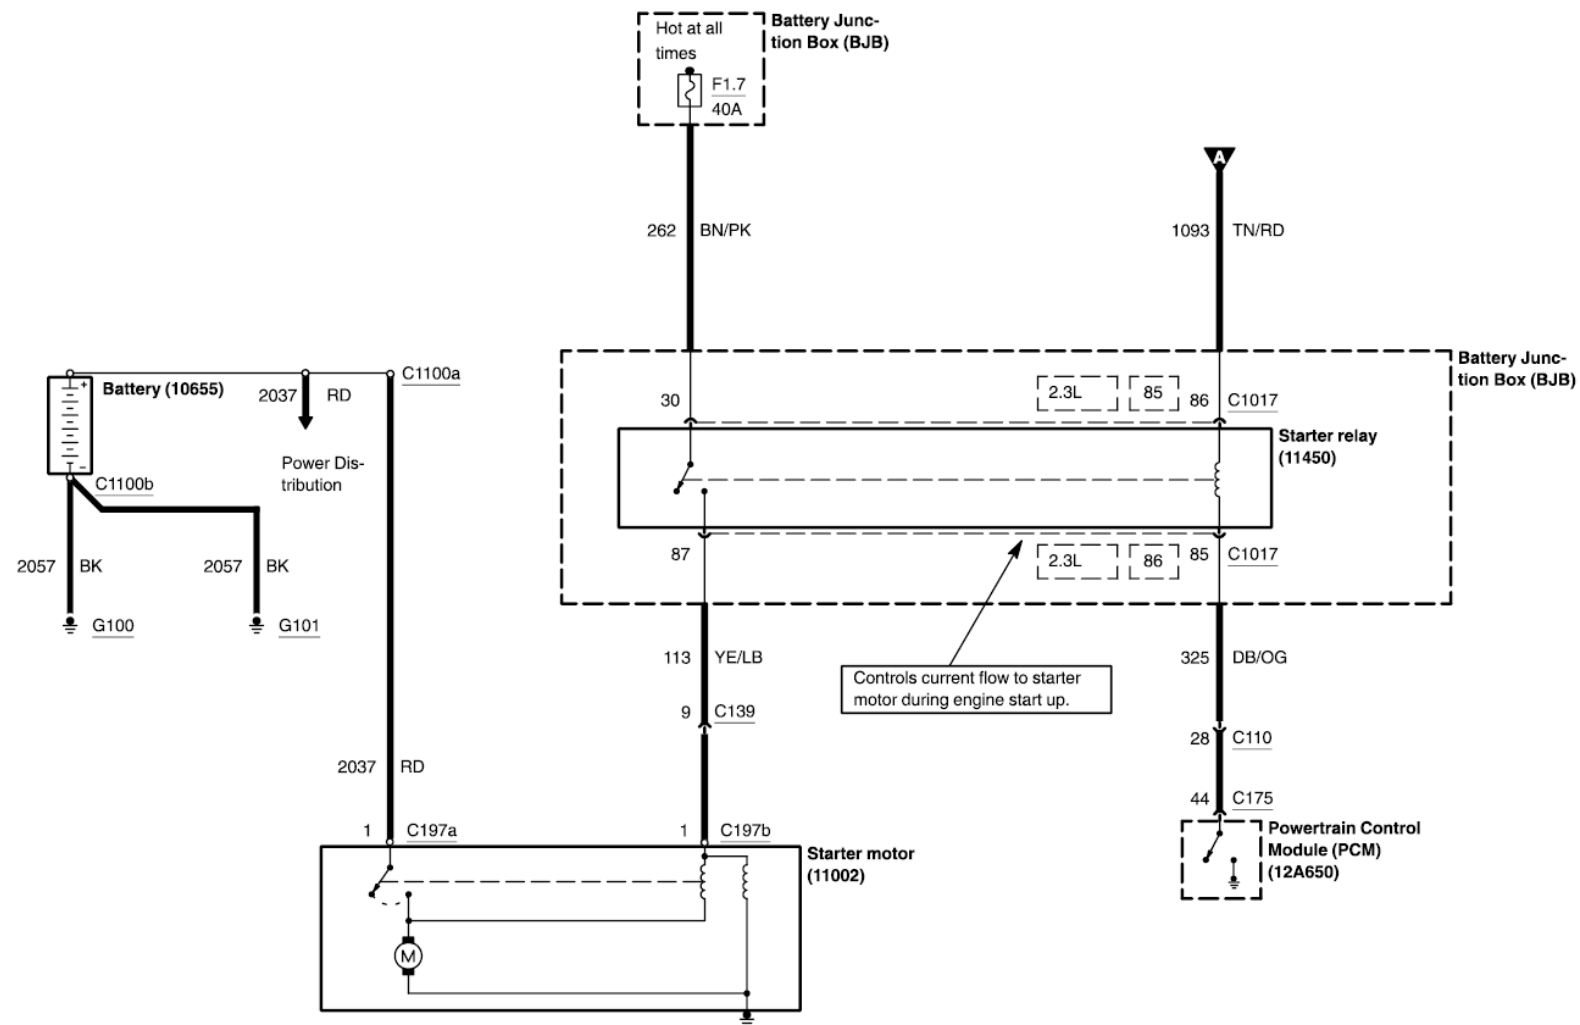 Hot at all
times
F1.7
40A
Battery Junc-
tion Box (BJB)
A
262 BN/PK
1093 TN/RD
Battery Junc-
tion Box (BJB)
+
-
Battery (10655)
2037 RD
C1100a
Power Dis-
tribution
C1100b
2057 BK
2057 BK
G100
G101
30
2.3L 85 86 C1017
Starter relay
(11450)
87
2.3L 86 85 C1017
113 YE/LB
Controls current flow to starter
motor during engine start up.
325 DB/OG
9 C139
28 C110
2037 RD
44 C175
1 C197a
1 C197b
Powertrain Control
Module (PCM)
(12A650)
Starter motor
(11002)
M